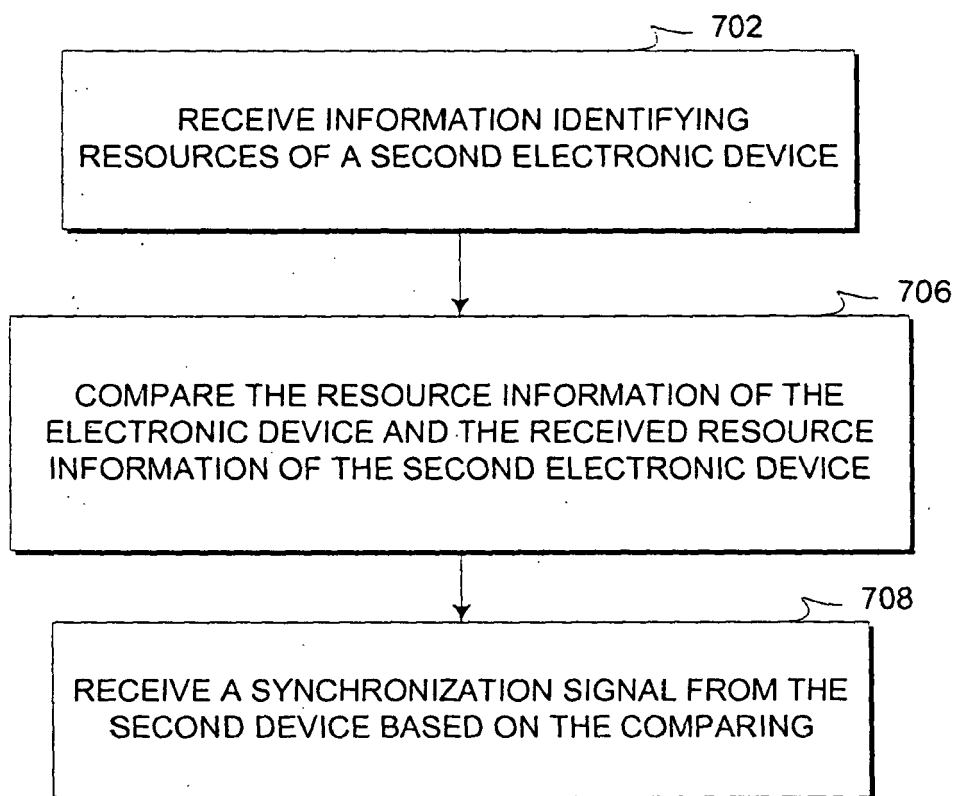 702
RECEIVE INFORMATION IDENTIFYING
RESOURCES OF A SECOND ELECTRONIC DEVICE
706
COMPARE THE RESOURCE INFORMATION OF THE
ELECTRONIC DEVICE AND THE RECEIVED RESOURCE
INFORMATION OF THE SECOND ELECTRONIC DEVICE
708
RECEIVE A SYNCHRONIZATION SIGNAL FROM THE
SECOND DEVICE BASED ON THE COMPARING